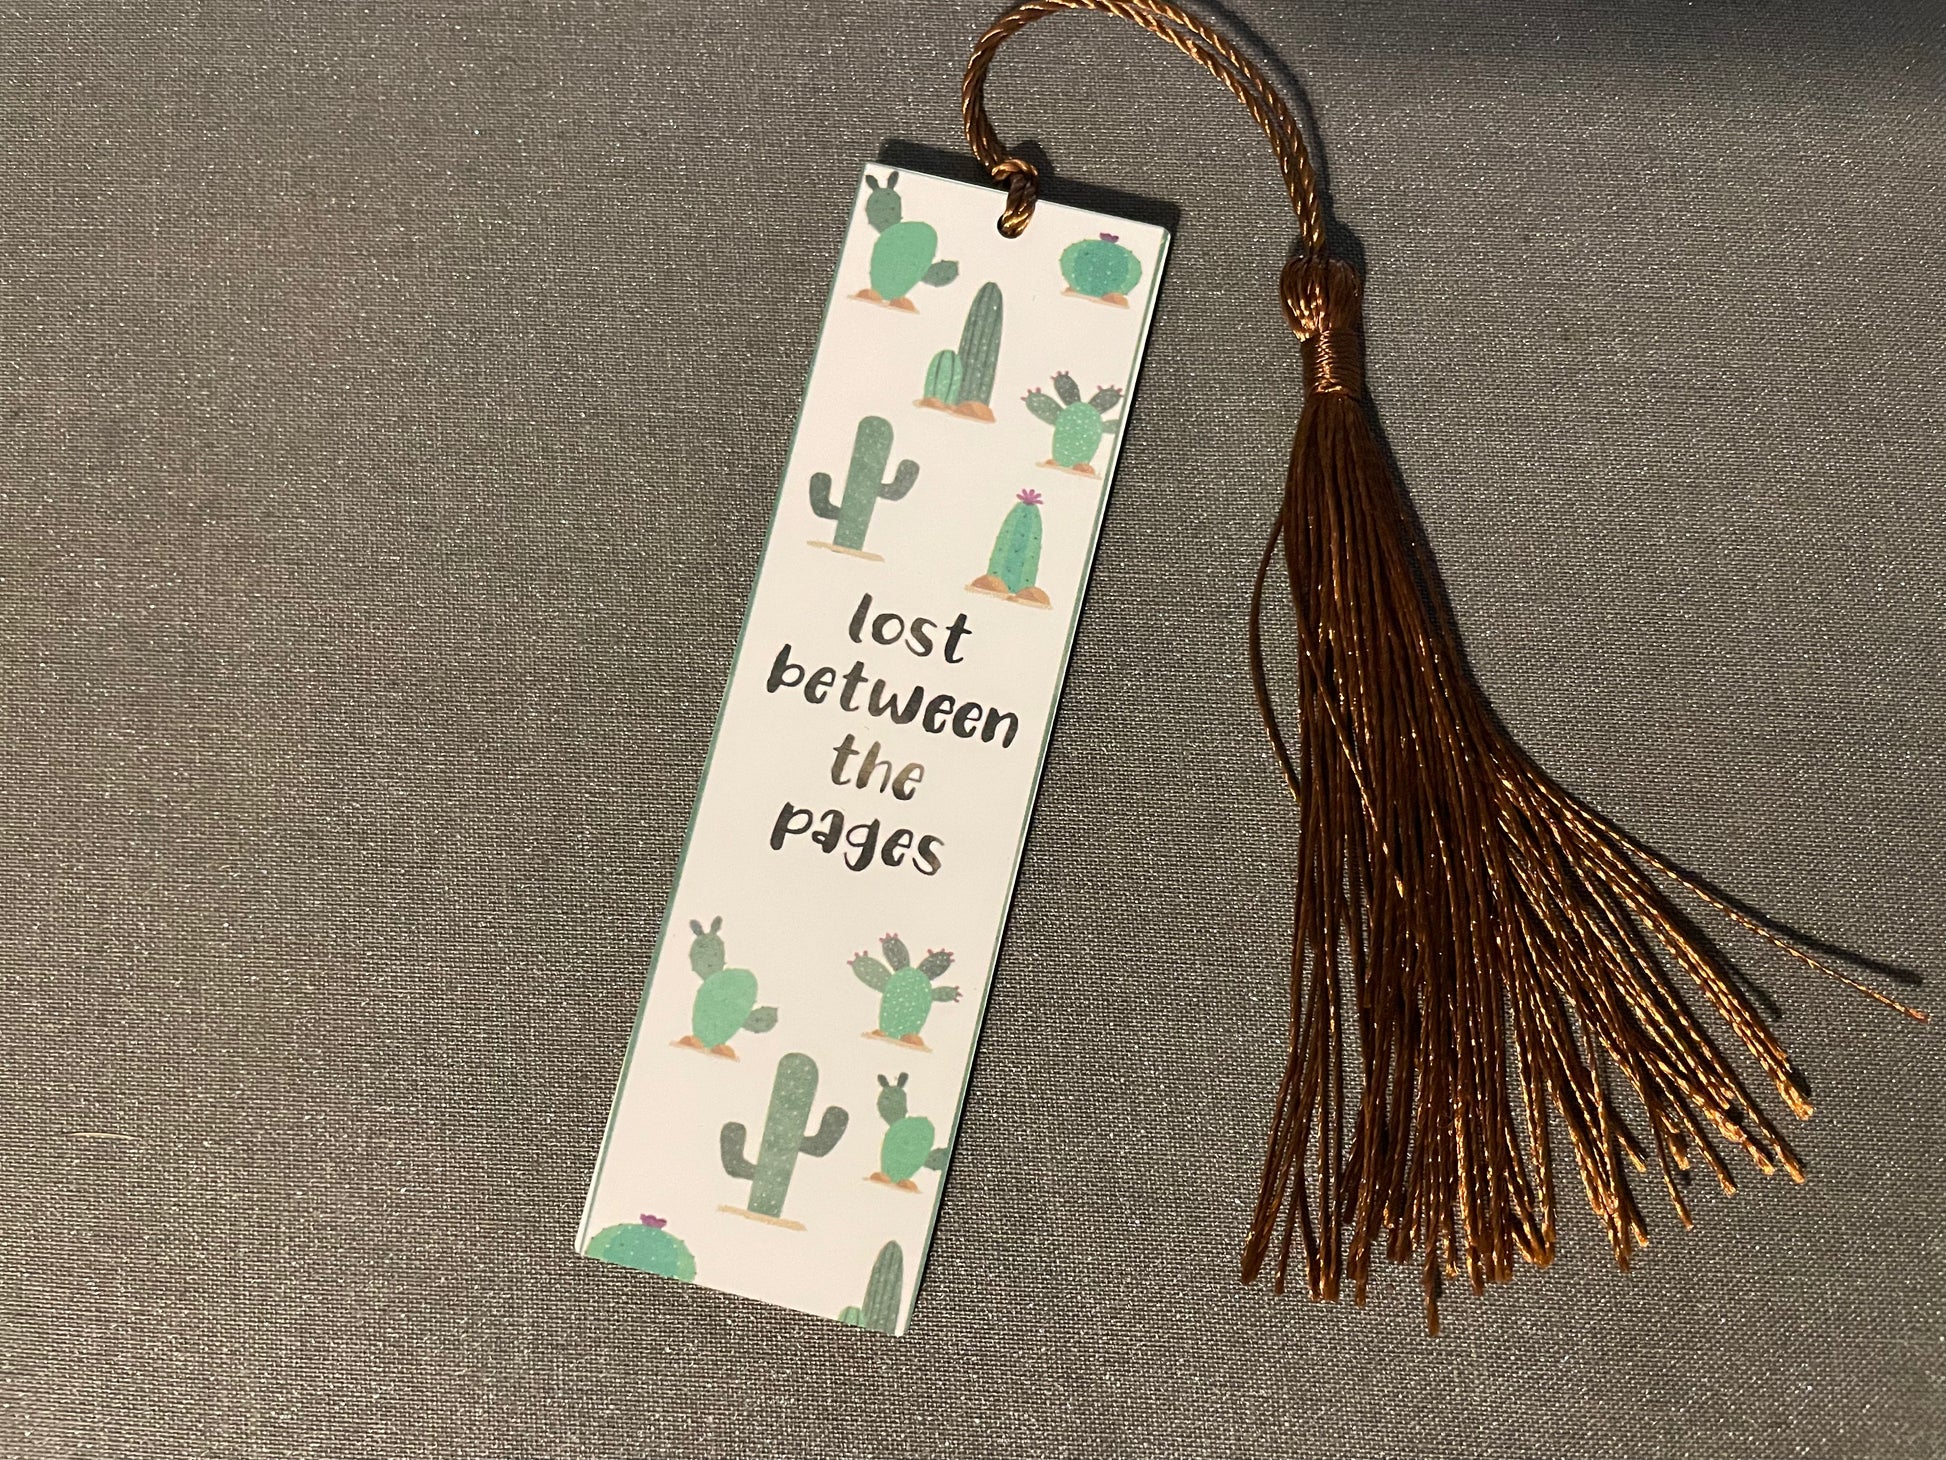 lost
between
the
pages